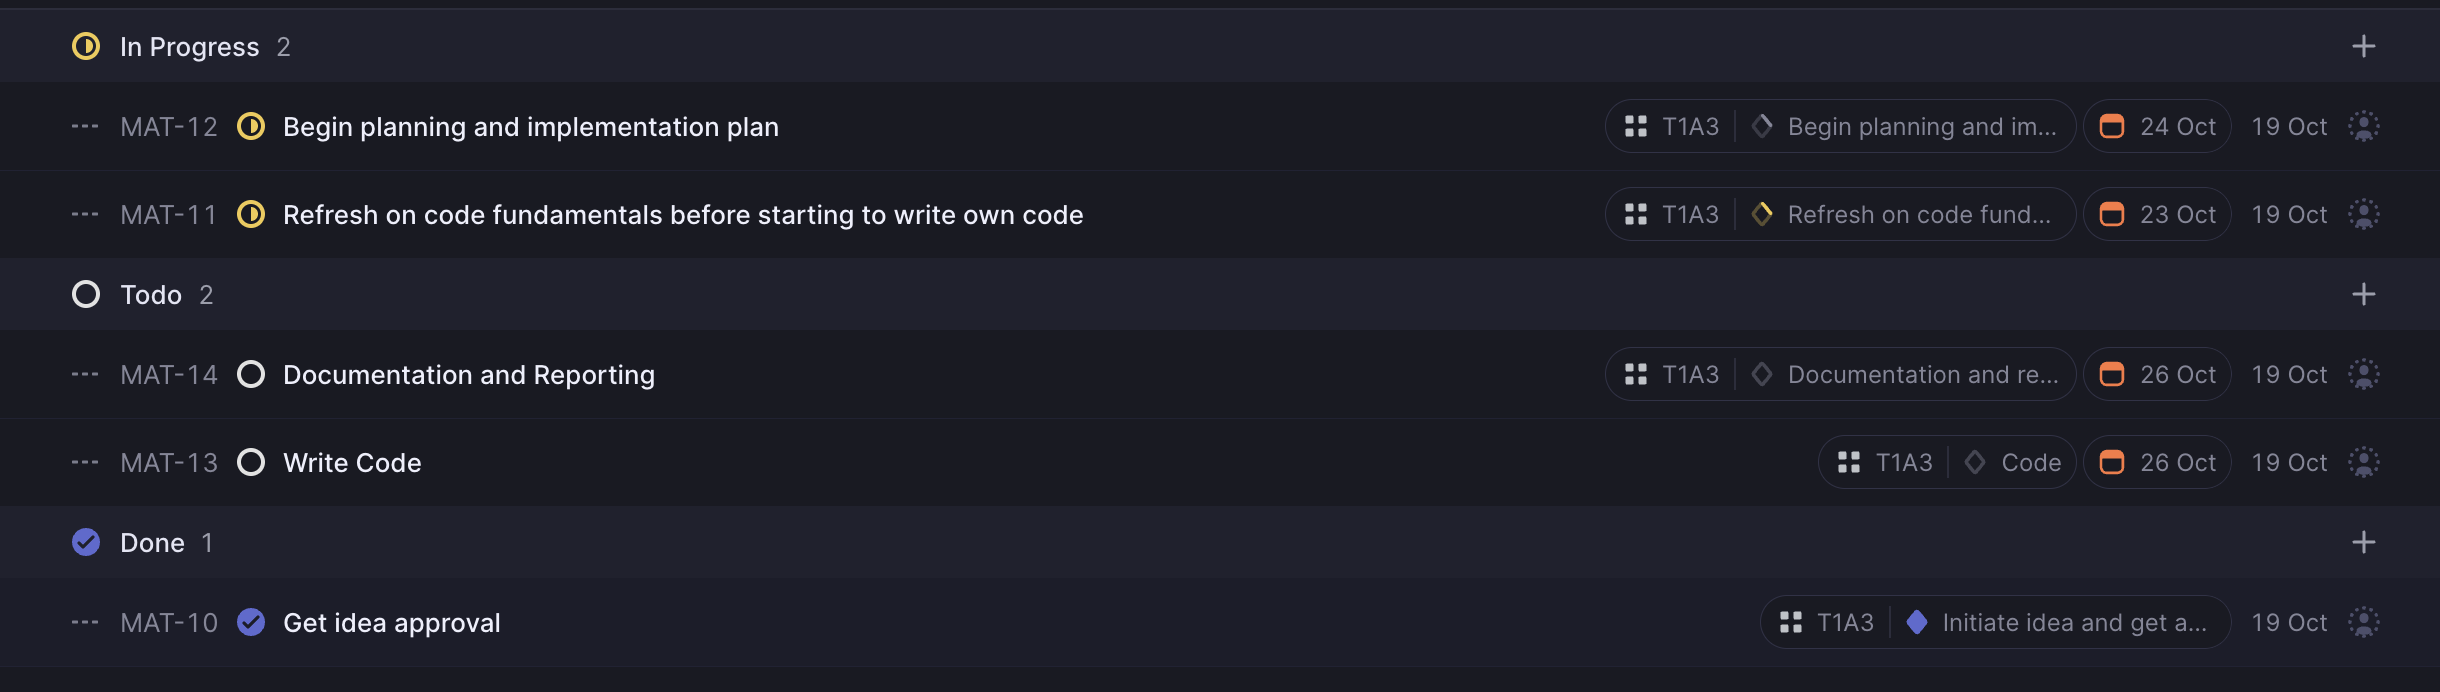 In Progress 2
MAT-12 Begin planning and implementation plan T1A3 Begin planning and im... 24 Oct 19 Oct
MAT-11 Refresh on code fundamentals before starting to write own code T1A3 Refresh on code fund... 23 Oct 19 Oct
Todo 2
MAT-14 Documentation and Reporting T1A3 Documentation and re... 26 Oct 19 Oct
MAT-13 Write Code T1A3 Code 26 Oct 19 Oct
Done 1
MAT-10 Get idea approval T1A3 Initiate idea and get a... 19 Oct